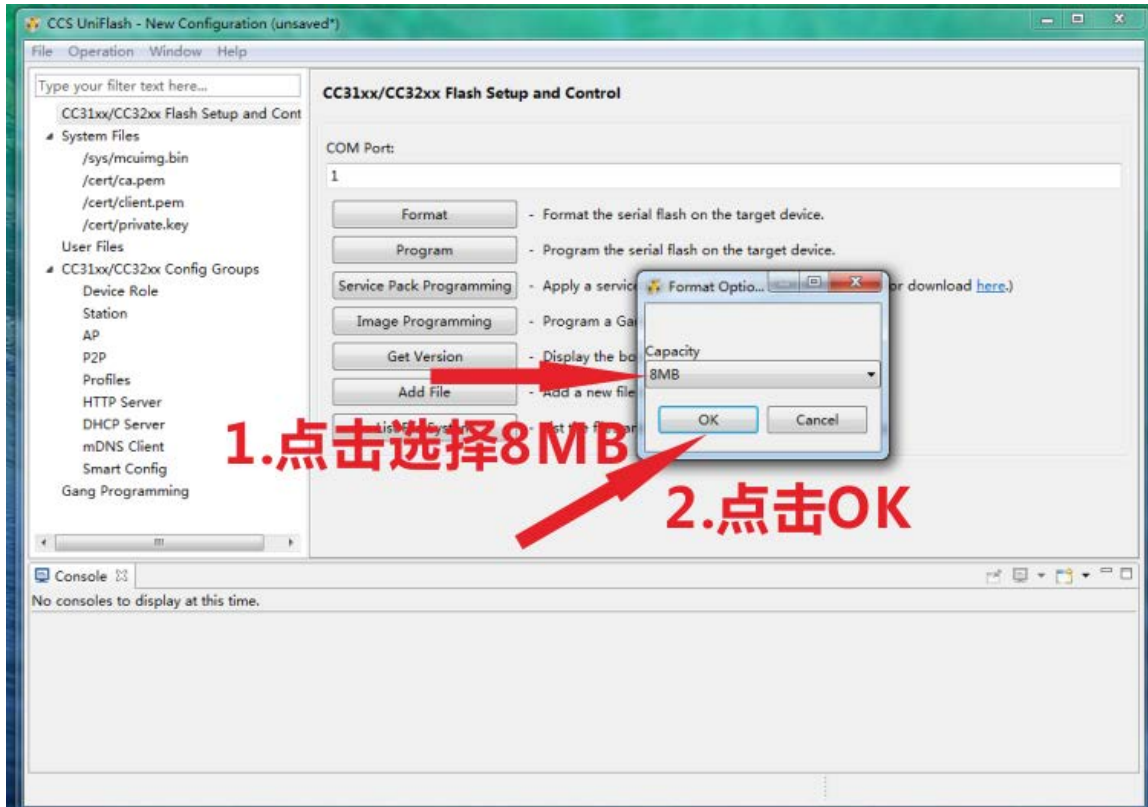 CCS UniFlash - New Configuration (unsaved*)
File Operation Window Help
Type your filter text here...
CC31xx/CC32xx Flash Setup and Cont
System Files
/sys/mcuimg.bin
/cert/ca.pem
/cert/client.pem
/cert/private.key
User Files
CC31xx/CC32xx Config Groups
Device Role
Station
AP
P2P
Profiles
HTTP Server
DHCP Server
mDNS Client
Smart Config
Gang Programming
CC31xx/CC32xx Flash Setup and Control
COM Port:
1
Format - Format the serial flash on the target device.
Program - Program the serial flash on the target device.
Service Pack Programming - Apply a servic or download here.)
Image Programming - Program a Ga
Get Version - Display the bo
Add File - Add a new file
Format Optio...
Capacity
8MB
OK Cancel
1.点击选择8MB
2.点击OK
Console
No consoles to display at this time.